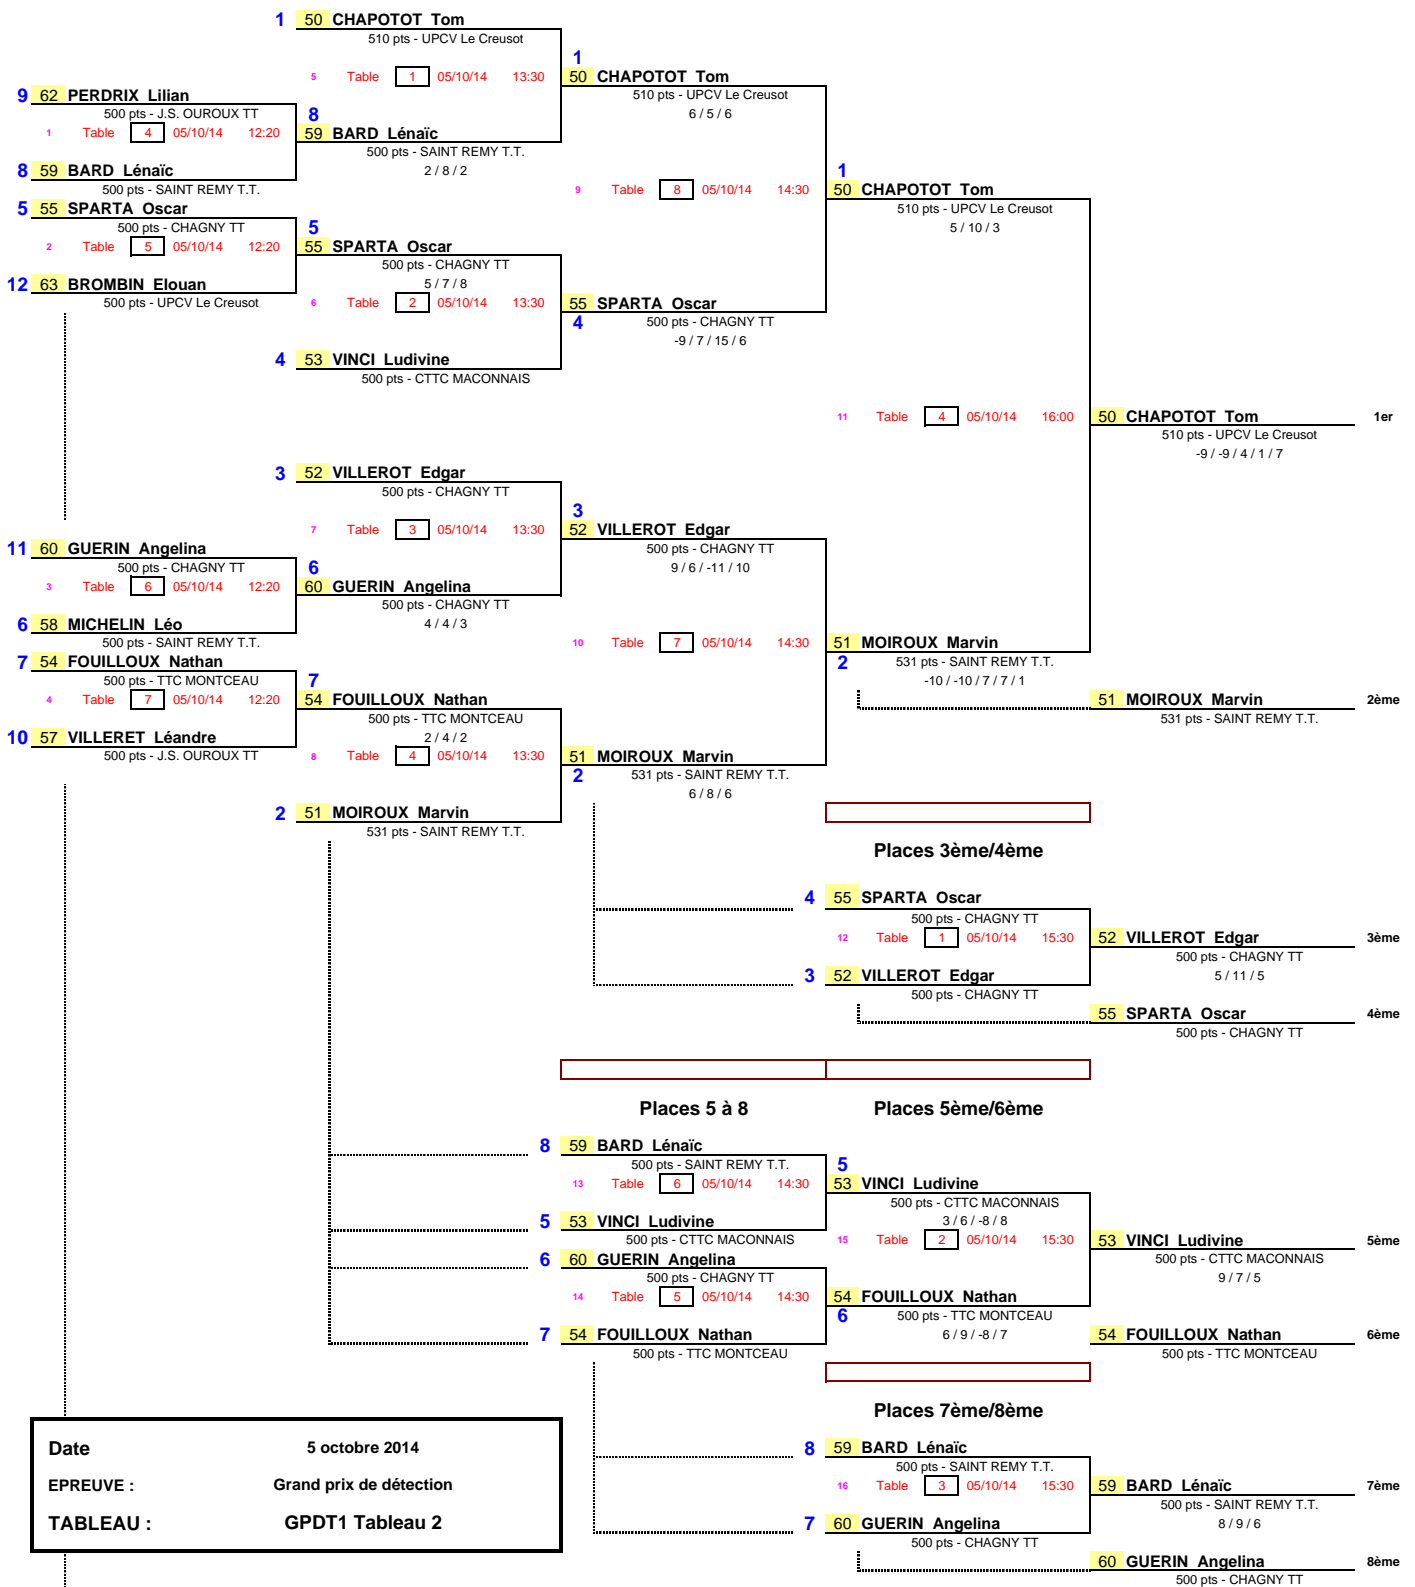 1 50 CHAPOTOT Tom
510 pts - UPCV Le Creusot
1
5 Table 1 05/10/14 13:30 50 CHAPOTOT Tom
9 62 PERDRIX Lilian 510 pts - UPCV Le Creusot
500 pts - J.S. OUROUX TT 8 6 / 5 / 6
1 Table 4 05/10/14 12:20 59 BARD Lénaïc
500 pts - SAINT REMY T.T.
8 59 BARD Lénaïc 2 / 8 / 2 1
500 pts - SAINT REMY T.T. 9 Table 8 05/10/14 14:30 50 CHAPOTOT Tom
5 55 SPARTA Oscar 510 pts - UPCV Le Creusot
500 pts - CHAGNY TT 5 5 / 10 / 3
2 Table 5 05/10/14 12:20 55 SPARTA Oscar
500 pts - CHAGNY TT
12 63 BROMBIN Elouan 5 / 7 / 8
500 pts - UPCV Le Creusot 6 Table 2 05/10/14 13:30 55 SPARTA Oscar
4 500 pts - CHAGNY TT
-9 / 7 / 15 / 6
4 53 VINCI Ludivine
500 pts - CTTC MACONNAIS
11 Table 4 05/10/14 16:00 50 CHAPOTOT Tom 1er
510 pts - UPCV Le Creusot
-9 / -9 / 4 / 1 / 7
3 52 VILLEROT Edgar
500 pts - CHAGNY TT
3
7 Table 3 05/10/14 13:30 52 VILLEROT Edgar
11 60 GUERIN Angelina 500 pts - CHAGNY TT
500 pts - CHAGNY TT 6 9 / 6 / -11 / 10
3 Table 6 05/10/14 12:20 60 GUERIN Angelina
500 pts - CHAGNY TT
6 58 MICHELIN Léo 4 / 4 / 3
500 pts - SAINT REMY T.T. 10 Table 7 05/10/14 14:30 51 MOIROUX Marvin
7 54 FOUILLOUX Nathan 2 531 pts - SAINT REMY T.T.
500 pts - TTC MONTCEAU 7 -10 / -10 / 7 / 7 / 1
4 Table 7 05/10/14 12:20 54 FOUILLOUX Nathan 51 MOIROUX Marvin 2ème
500 pts - TTC MONTCEAU 531 pts - SAINT REMY T.T.
10 57 VILLERET Léandre 2 / 4 / 2
500 pts - J.S. OUROUX TT 8 Table 4 05/10/14 13:30 51 MOIROUX Marvin
2 531 pts - SAINT REMY T.T.
6 / 8 / 6
2 51 MOIROUX Marvin
531 pts - SAINT REMY T.T.
Places 3ème/4ème
4 55 SPARTA Oscar
500 pts - CHAGNY TT
12 Table 1 05/10/14 15:30 52 VILLEROT Edgar 3ème
500 pts - CHAGNY TT
3 52 VILLEROT Edgar 5 / 11 / 5
500 pts - CHAGNY TT
55 SPARTA Oscar 4ème
500 pts - CHAGNY TT
Places 5 à 8 Places 5ème/6ème
8 59 BARD Lénaïc
500 pts - SAINT REMY T.T. 5
13 Table 6 05/10/14 14:30 53 VINCI Ludivine
500 pts - CTTC MACONNAIS
5 53 VINCI Ludivine 3 / 6 / -8 / 8
500 pts - CTTC MACONNAIS 15 Table 2 05/10/14 15:30 53 VINCI Ludivine 5ème
6 60 GUERIN Angelina 500 pts - CTTC MACONNAIS
500 pts - CHAGNY TT 9 / 7 / 5
14 Table 5 05/10/14 14:30 54 FOUILLOUX Nathan
6 500 pts - TTC MONTCEAU
7 54 FOUILLOUX Nathan 6 / 9 / -8 / 7 54 FOUILLOUX Nathan 6ème
500 pts - TTC MONTCEAU 500 pts - TTC MONTCEAU
Places 7ème/8ème
Date 5 octobre 2014
8 59 BARD Lénaïc
500 pts - SAINT REMY T.T.
EPREUVE : Grand prix de détection
16 Table 3 05/10/14 15:30 59 BARD Lénaïc 7ème
500 pts - SAINT REMY T.T.
TABLEAU : GPDT1 Tableau 2
7 60 GUERIN Angelina 8 / 9 / 6
500 pts - CHAGNY TT
60 GUERIN Angelina 8ème
500 pts - CHAGNY TT